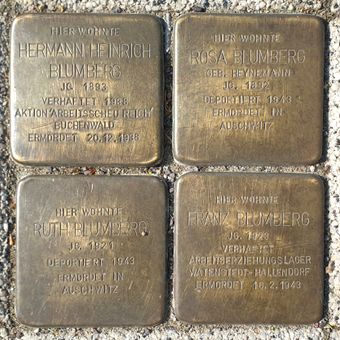 HIER WOHNTE
HERMANN HEINRICH
BLUMBERG
JG. 1893
VERHAFTET 1938
AKTION 'ARBEITSSCHEU REICH'
BUCHENWALD
ERMORDET 20.12.1938
HIER WOHNTE
ROSA BLUMBERG
GEB. HEYNEMANN
JG. 1892
DEPORTIERT 1943
ERMORDET IN
AUSCHWITZ
HIER WOHNTE
RUTH BLUMBERG
JG. 1921
DEPORTIERT 1943
ERMORDET IN
AUSCHWITZ
HIER WOHNTE
FRANZ BLUMBERG
JG. 1923
VERHAFTET
ARBEITSERZIEHUNGSLAGER
WATENSTEDT-HALLENDORF
ERMORDET 16.2.1943